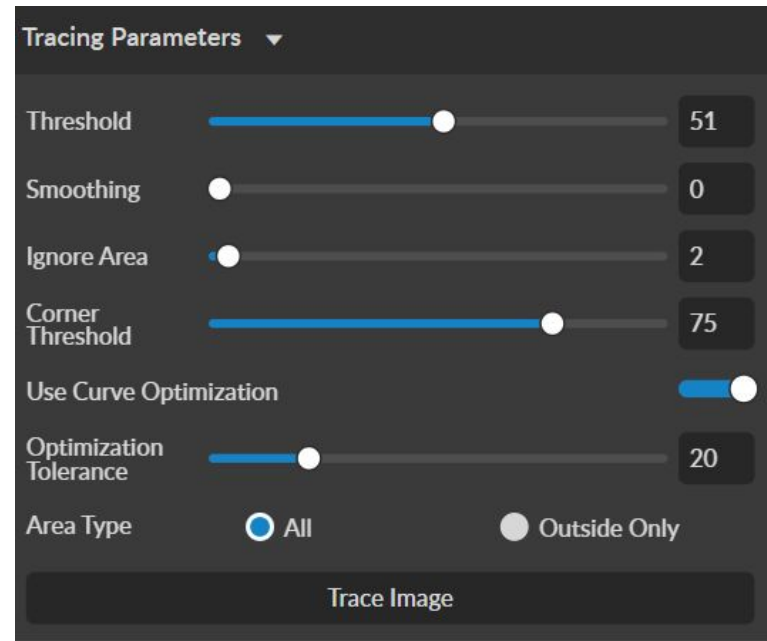 Tracing Parameters
Threshold 51
Smoothing 0
Ignore Area 2
Corner
Threshold 75
Use Curve Optimization
Optimization
Tolerance 20
Area Type All Outside Only
Trace Image